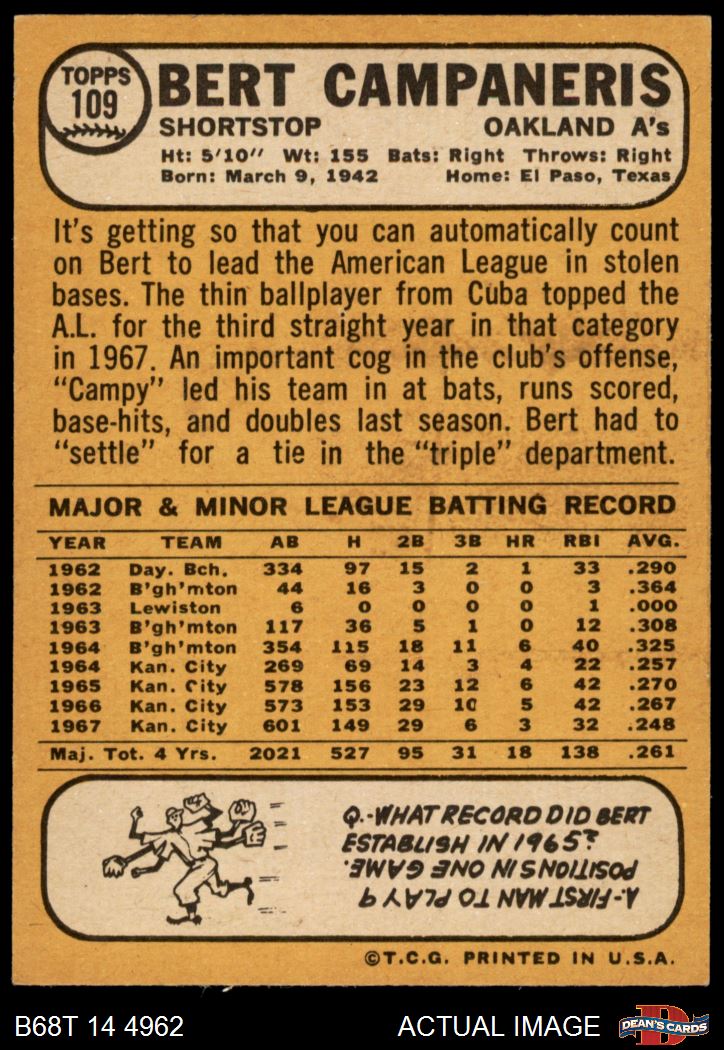 TOPPS
109
BERT CAMPANERIS
SHORTSTOP OAKLAND A's
Ht: 5'10" Wt: 155 Bats: Right Throws: Right
Born: March 9, 1942 Home: El Paso, Texas
It's getting so that you can automatically count
on Bert to lead the American League in stolen
bases. The thin ballplayer from Cuba topped the
A.L. for the third straight year in that category
in 1967. An important cog in the club's offense,
"Campy" led his team in at bats, runs scored,
base-hits, and doubles last season. Bert had to
"settle" for a tie in the "triple" department.
MAJOR & MINOR LEAGUE BATTING RECORD
YEAR TEAM AB H 2B 3B HR RBI AVG.
1962 Day. Bch. 334 97 15 2 1 33 .290
1962 B'gh'mton 44 16 3 0 0 3 .364
1963 Lewiston 6 0 0 0 0 1 .000
1963 B'gh'mton 117 36 5 1 0 12 .308
1964 B'gh'mton 354 115 18 11 6 40 .325
1964 Kan. City 269 69 14 3 4 22 .257
1965 Kan. City 578 156 23 12 6 42 .270
1966 Kan. City 573 153 29 10 5 42 .267
1967 Kan. City 601 149 29 6 3 32 .248
Maj. Tot. 4 Yrs. 2021 527 95 31 18 138 .261
Q.-WHAT RECORD DID BERT
ESTABLISH IN 1965?
A-FIRST MAN TO PLAY 9
POSITIONS IN ONE GAME.
©T.C.G. PRINTED IN U.S.A.
B68T 14 4962 ACTUAL IMAGE DEAN'S CARDS